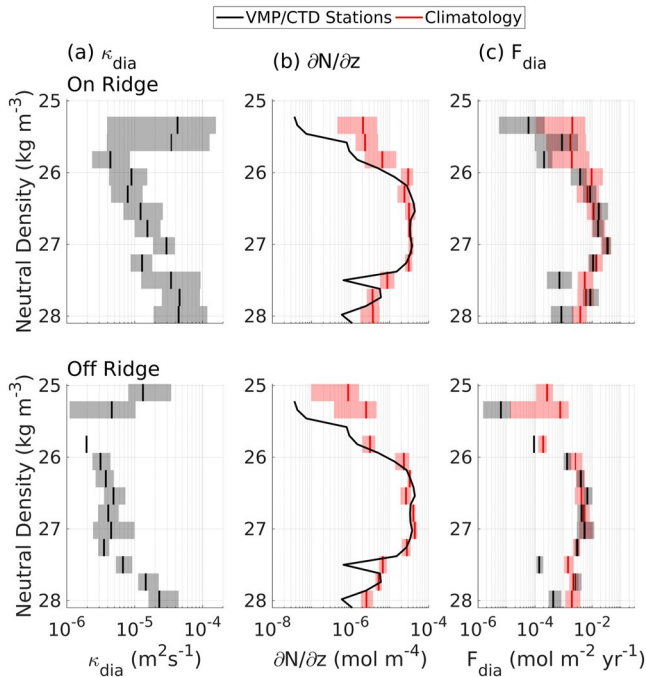 VMP/CTD Stations Climatology
(a) κdia (b) ∂N/∂z (c) Fdia
On Ridge
Neutral Density (kg m-3)
25 25 25
26 26 26
27 27 27
28 28 28
Off Ridge
Neutral Density (kg m-3)
25 25 25
26 26 26
27 27 27
28 28 28
10-6 10-5 10-4 10-8 10-6 10-4 10-4 10-2
κdia (m2s-1) ∂N/∂z (mol m-4) Fdia (mol m-2 yr-1)